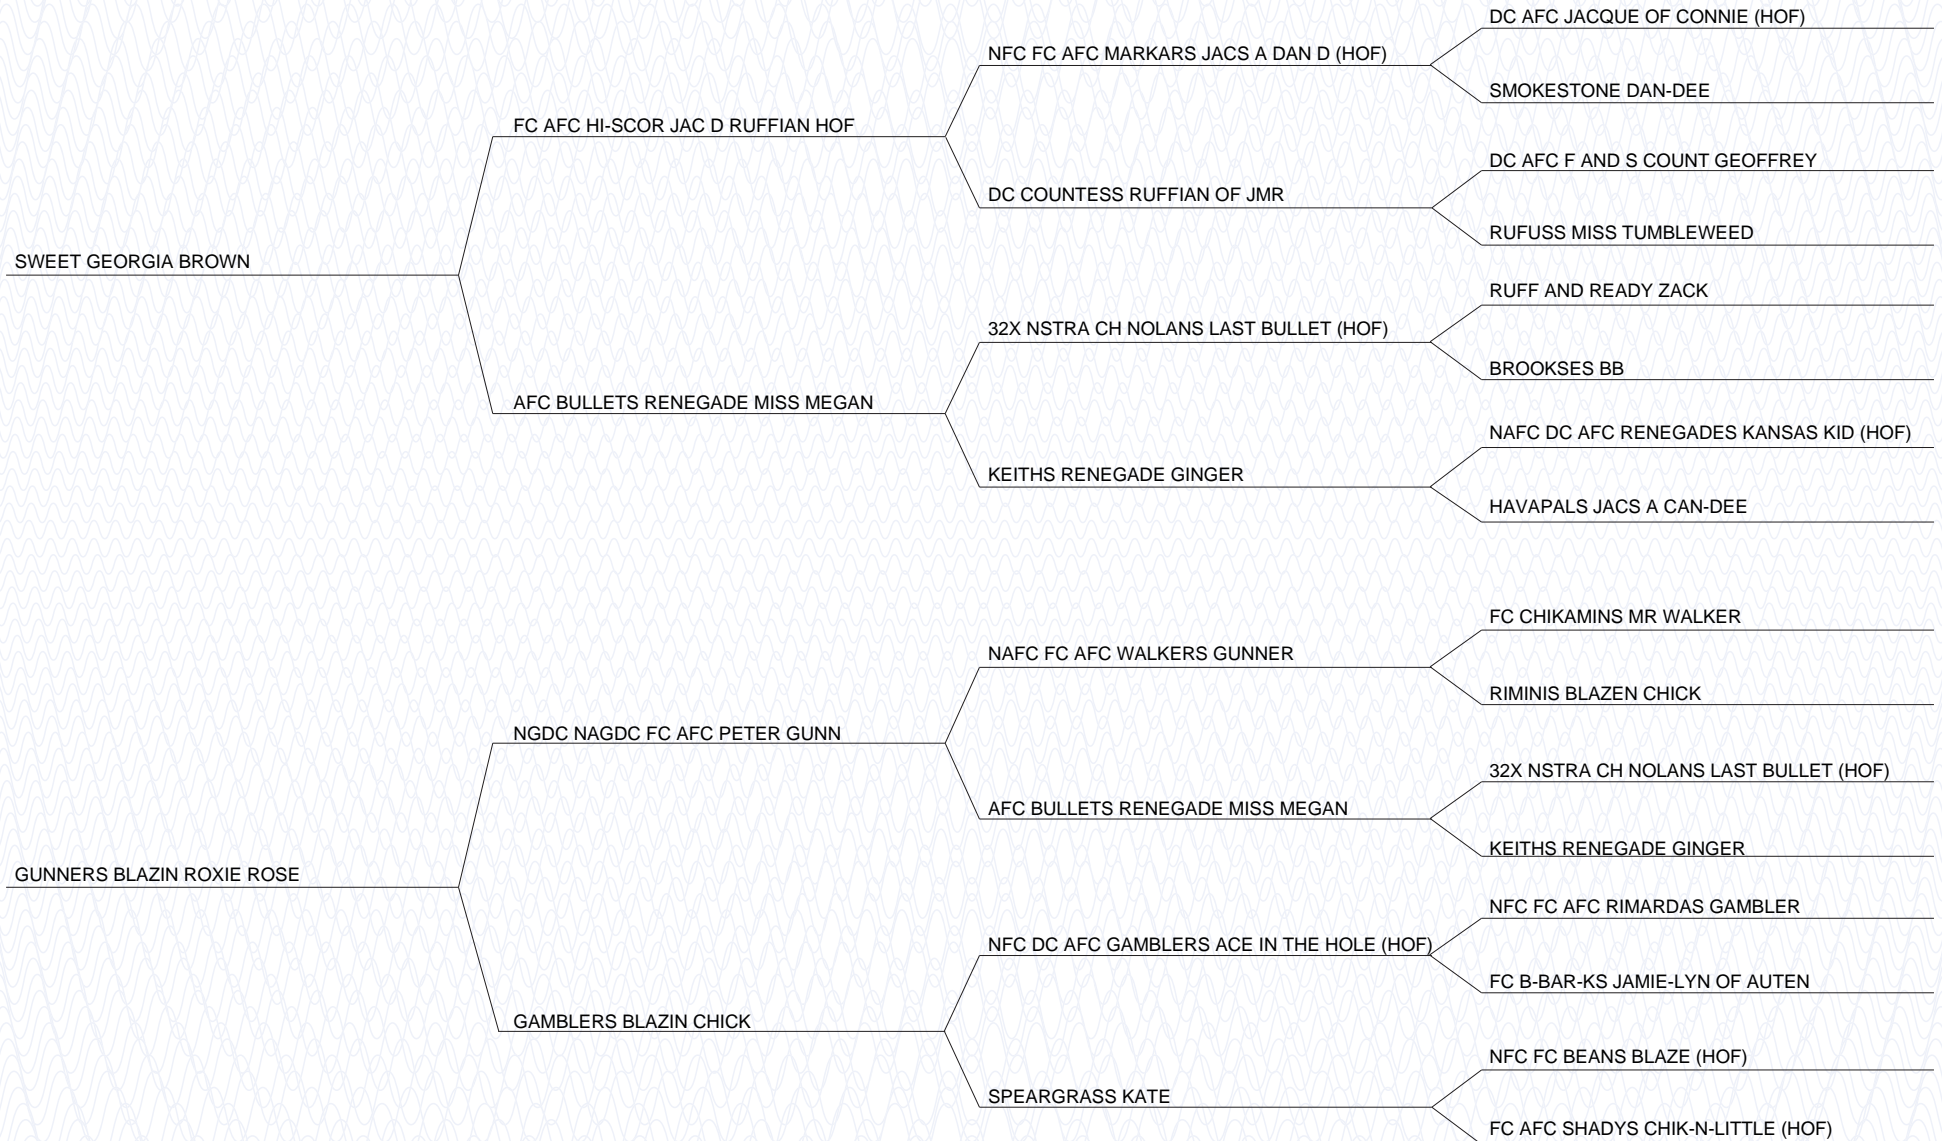 DC AFC JACQUE OF CONNIE (HOF)
NFC FC AFC MARKARS JACS A DAN D (HOF)
SMOKESTONE DAN-DEE
FC AFC HI-SCOR JAC D RUFFIAN HOF
DC AFC F AND S COUNT GEOFFREY
DC COUNTESS RUFFIAN OF JMR
RUFUSS MISS TUMBLEWEED
SWEET GEORGIA BROWN
RUFF AND READY ZACK
32X NSTRA CH NOLANS LAST BULLET (HOF)
BROOKSES BB
AFC BULLETS RENEGADE MISS MEGAN
NAFC DC AFC RENEGADES KANSAS KID (HOF)
KEITHS RENEGADE GINGER
HAVAPALS JACS A CAN-DEE
FC CHIKAMINS MR WALKER
NAFC FC AFC WALKERS GUNNER
RIMINIS BLAZEN CHICK
NGDC NAGDC FC AFC PETER GUNN
32X NSTRA CH NOLANS LAST BULLET (HOF)
AFC BULLETS RENEGADE MISS MEGAN
KEITHS RENEGADE GINGER
GUNNERS BLAZIN ROXIE ROSE
NFC FC AFC RIMARDAS GAMBLER
NFC DC AFC GAMBLERS ACE IN THE HOLE (HOF)
FC B-BAR-KS JAMIE-LYN OF AUTEN
GAMBLERS BLAZIN CHICK
NFC FC BEANS BLAZE (HOF)
SPEARGRASS KATE
FC AFC SHADYS CHIK-N-LITTLE (HOF)